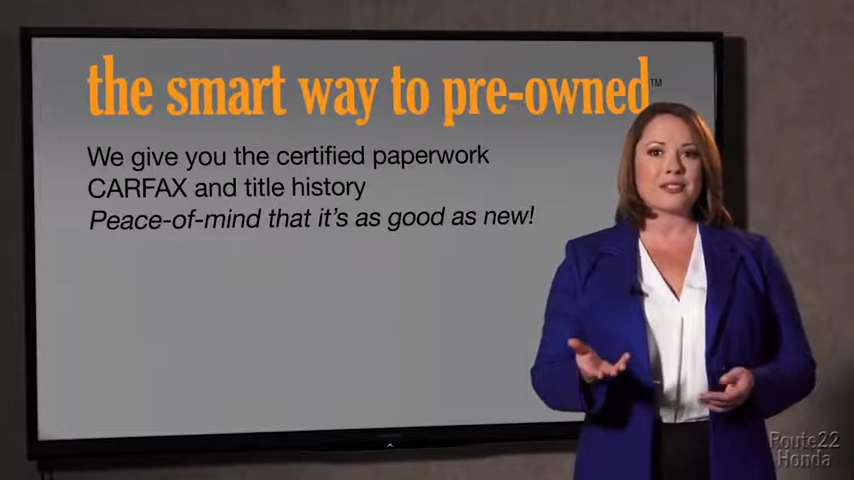 the smart way to pre-owned™
We give you the certified paperwork
CARFAX and title history
Peace-of-mind that it's as good as new!
Route22
Honda